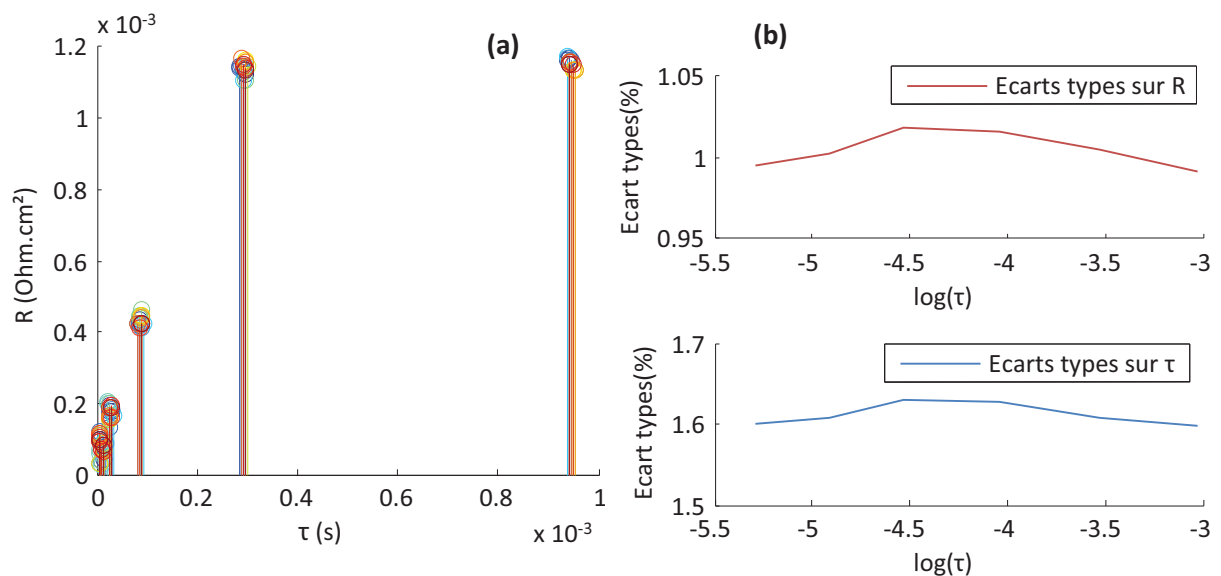 x 10⁻³
(a)
1.2
1
0.8
0.6
0.4
0.2
0
R (Ohm.cm²)
0 0.2 0.4 0.6 0.8 1
τ (s)
x 10⁻³
(b)
1.05
1
0.95
Ecart types(%)
Ecarts types sur R
-5.5 -5 -4.5 -4 -3.5 -3
log(τ)
1.7
1.6
1.5
Ecart types(%)
Ecarts types sur τ
-5.5 -5 -4.5 -4 -3.5 -3
log(τ)